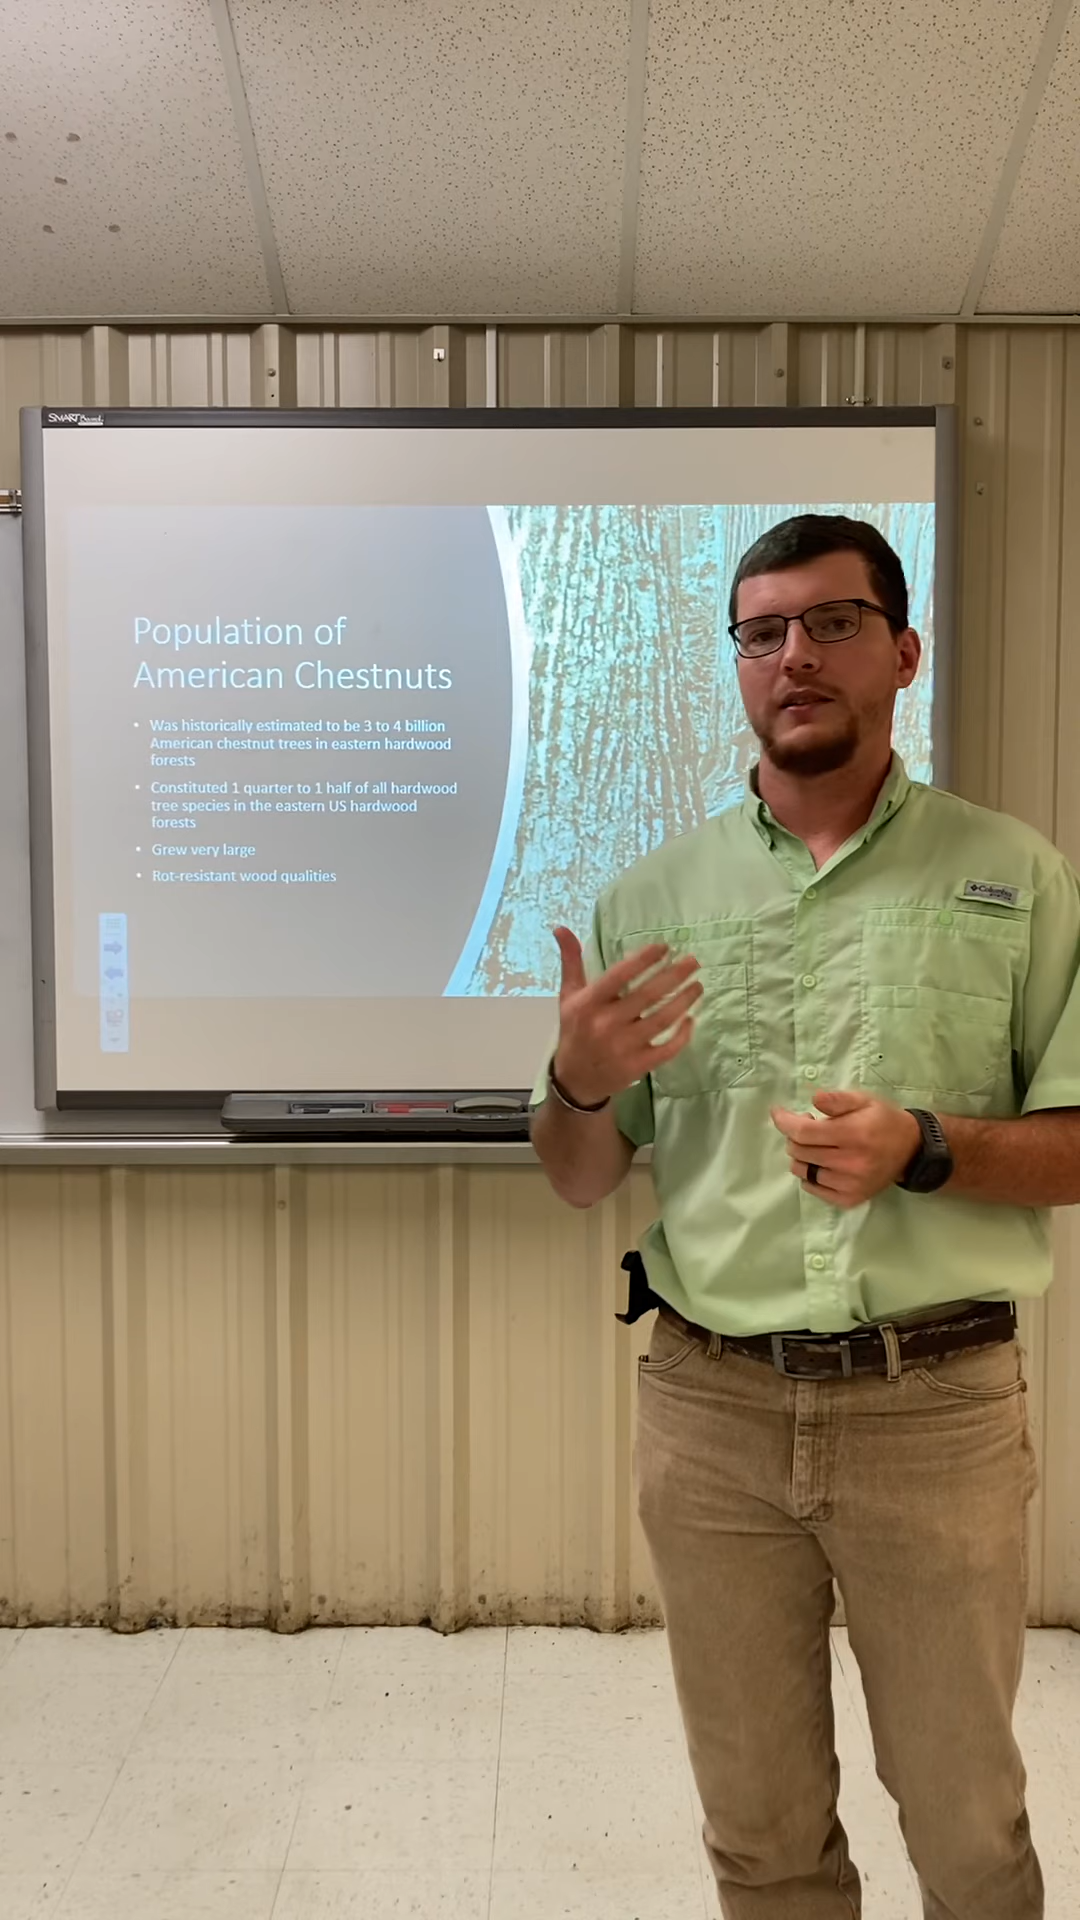 SMART Board
Population of
American Chestnuts
• Was historically estimated to be 3 to 4 billion
American chestnut trees in eastern hardwood
forests
• Constituted 1 quarter to 1 half of all hardwood
tree species in the eastern US hardwood
forests
• Grew very large
• Rot-resistant wood qualities
Columbia